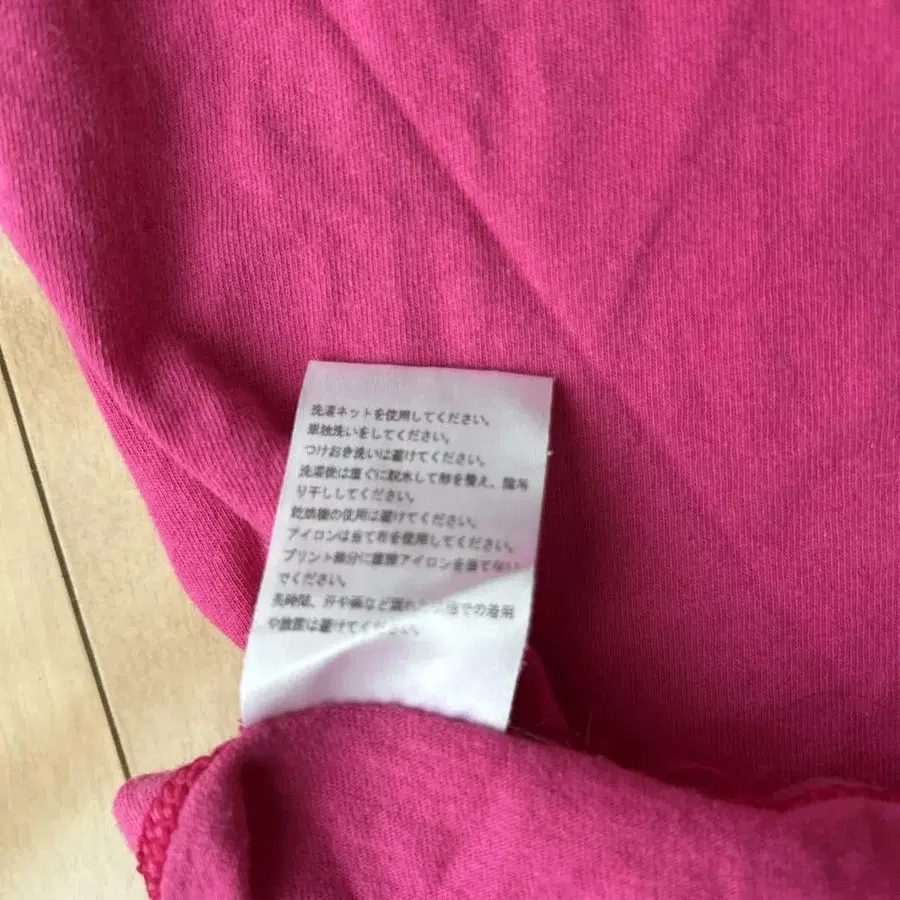 洗濯ネットを使用してください。
単独洗いをしてください。
つけおき洗いは避けてください。
洗濯後は直ぐに脱水して形を整え、陰吊
り干ししてください。
乾燥機の使用は避けてください。
アイロンは当て布を使用してください。
プリント部分に直接アイロンを当てない
でください。
長時間、汗や雨など濡れた での着用
や放置は避けてください。